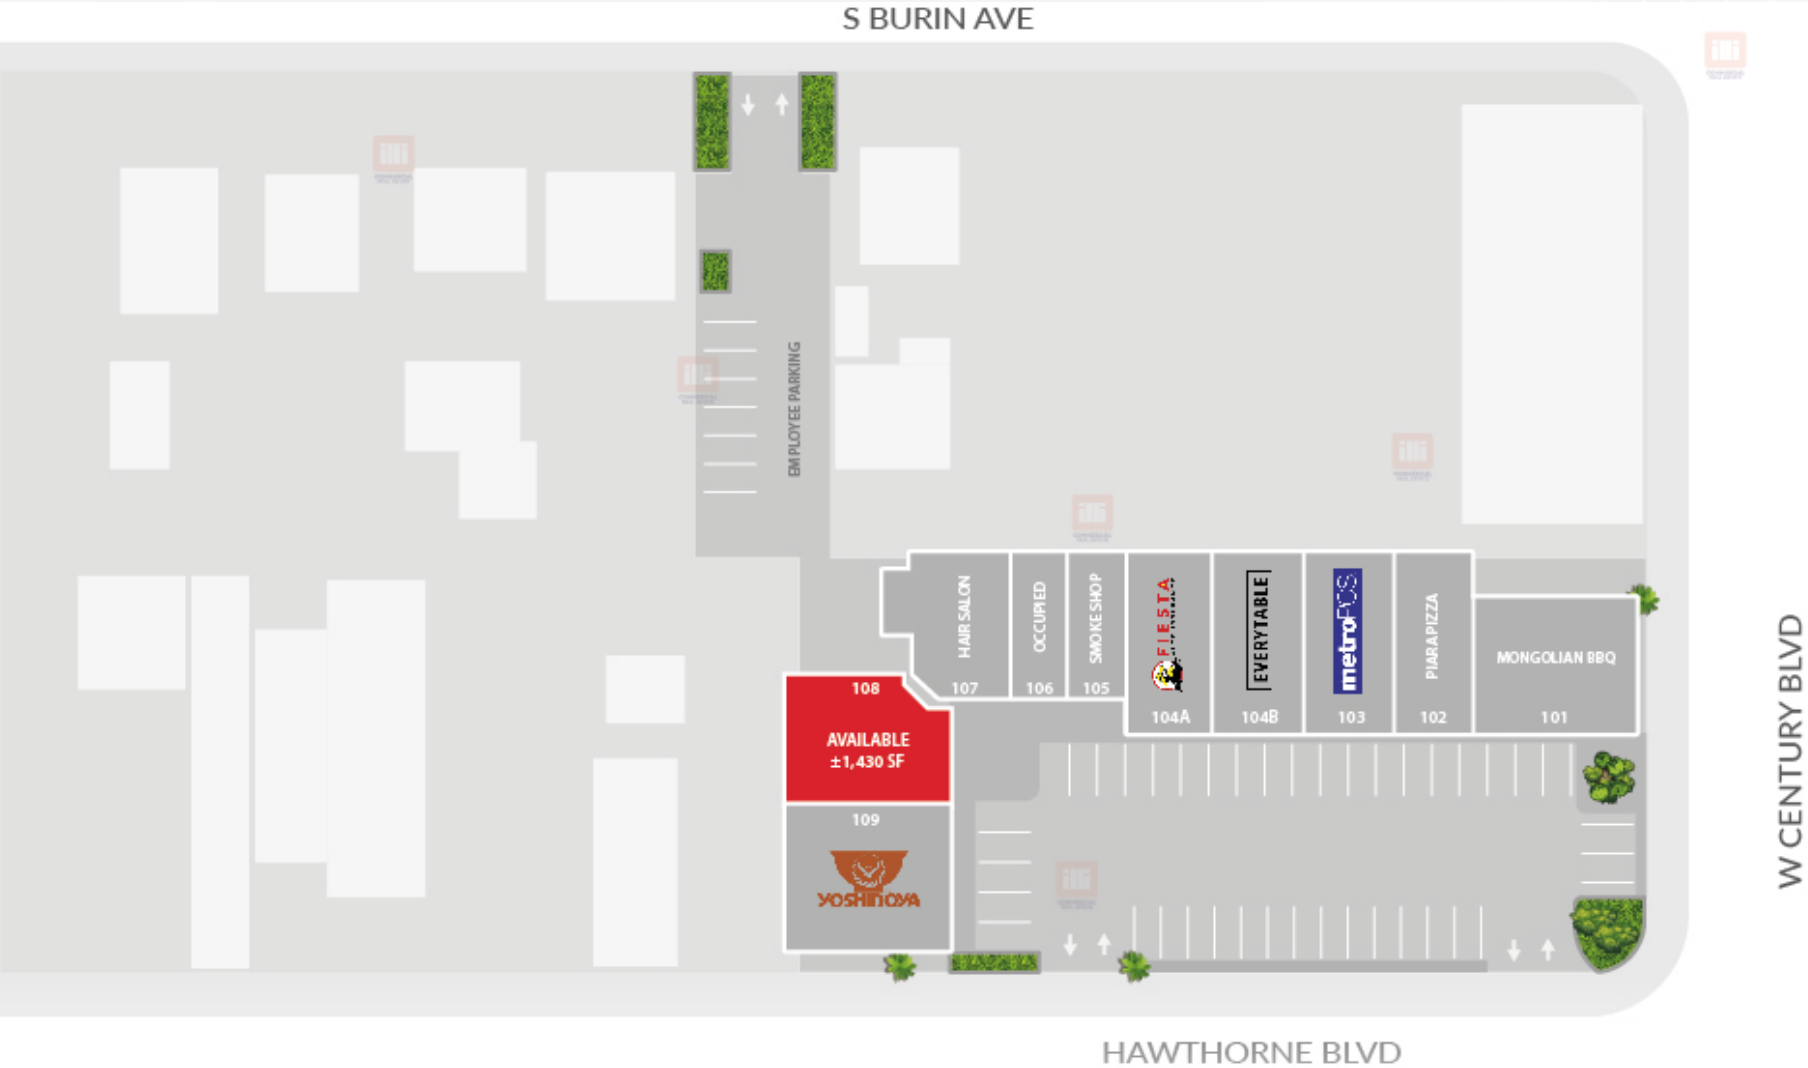 S BURIN AVE
EMPLOYEE PARKING
HAIR SALON
107
OCCUPIED
106
SMOKE SHOP
105
FIESTA
104A
EVERYTABLE
104B
metroPCS
103
PIARA PIZZA
102
MONGOLIAN BBQ
101
108
AVAILABLE
±1,430 SF
109
YOSHINOYA
W CENTURY BLVD
HAWTHORNE BLVD